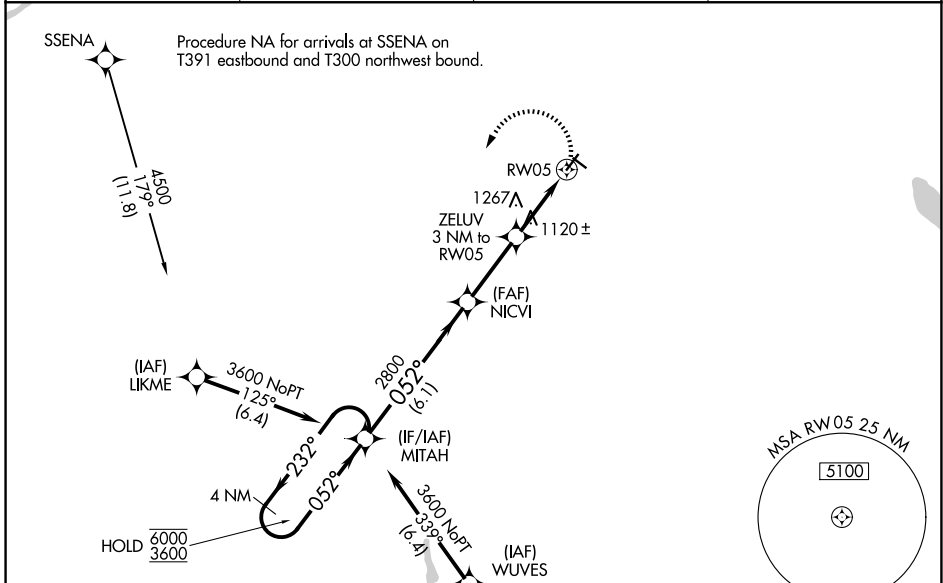 SSENA
Procedure NA for arrivals at SSENA on
T391 eastbound and T300 northwest bound.
4500
179°
(11.8)
RW05
1267
1120±
ZELUV
3 NM to
RW05
(FAF)
NICVI
2800
052°
(6.1)
(IAF)
LIKME
3600 NoPT
125°
(6.4)
(IF/IAF)
MITAH
232°
052°
4 NM
HOLD 6000
3600
3600 NoPT
339°
(6.4)
(IAF)
WUVES
MSA RW05 25 NM
5100